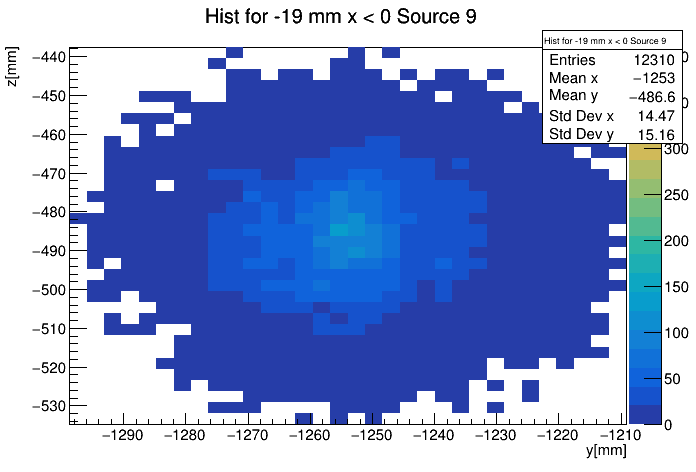 Hist for -19 mm x < 0 Source 9
Hist for -19 mm x < 0 Source 9
Entries 12310
Mean x −1253
Mean y −486.6
Std Dev x 14.47
Std Dev y 15.16
z[mm]
−440
−450
−460
−470
−480
−490
−500
−510
−520
−530
−1290 −1280 −1270 −1260 −1250 −1240 −1230 −1220 −1210
y[mm]
300
250
200
150
100
50
0